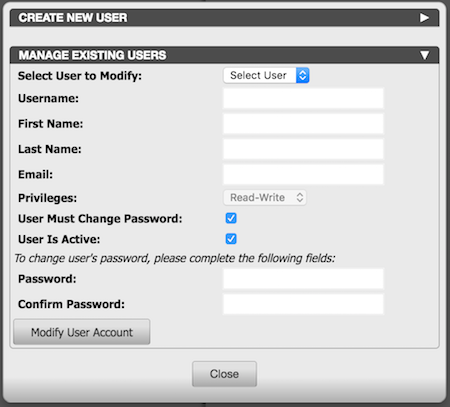 CREATE NEW USER
MANAGE EXISTING USERS
Select User to Modify: Select User
Username:
First Name:
Last Name:
Email:
Privileges: Read-Write
User Must Change Password:
User Is Active:
To change user's password, please complete the following fields:
Password:
Confirm Password:
Modify User Account
Close